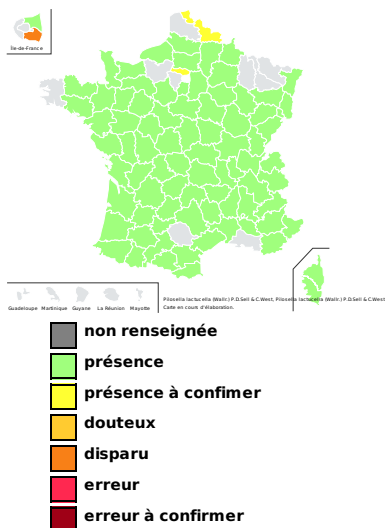 Île-de-France
Guadeloupe Martinique Guyane La Réunion Mayotte
Pilosella lactucella (Wallr.) P.D.Sell & C.West, Pilosella lactucella (Wallr.) P.D.Sell & C.West
Carte en cours d'élaboration.
non renseignée
présence
présence à confimer
douteux
disparu
erreur
erreur à confirmer